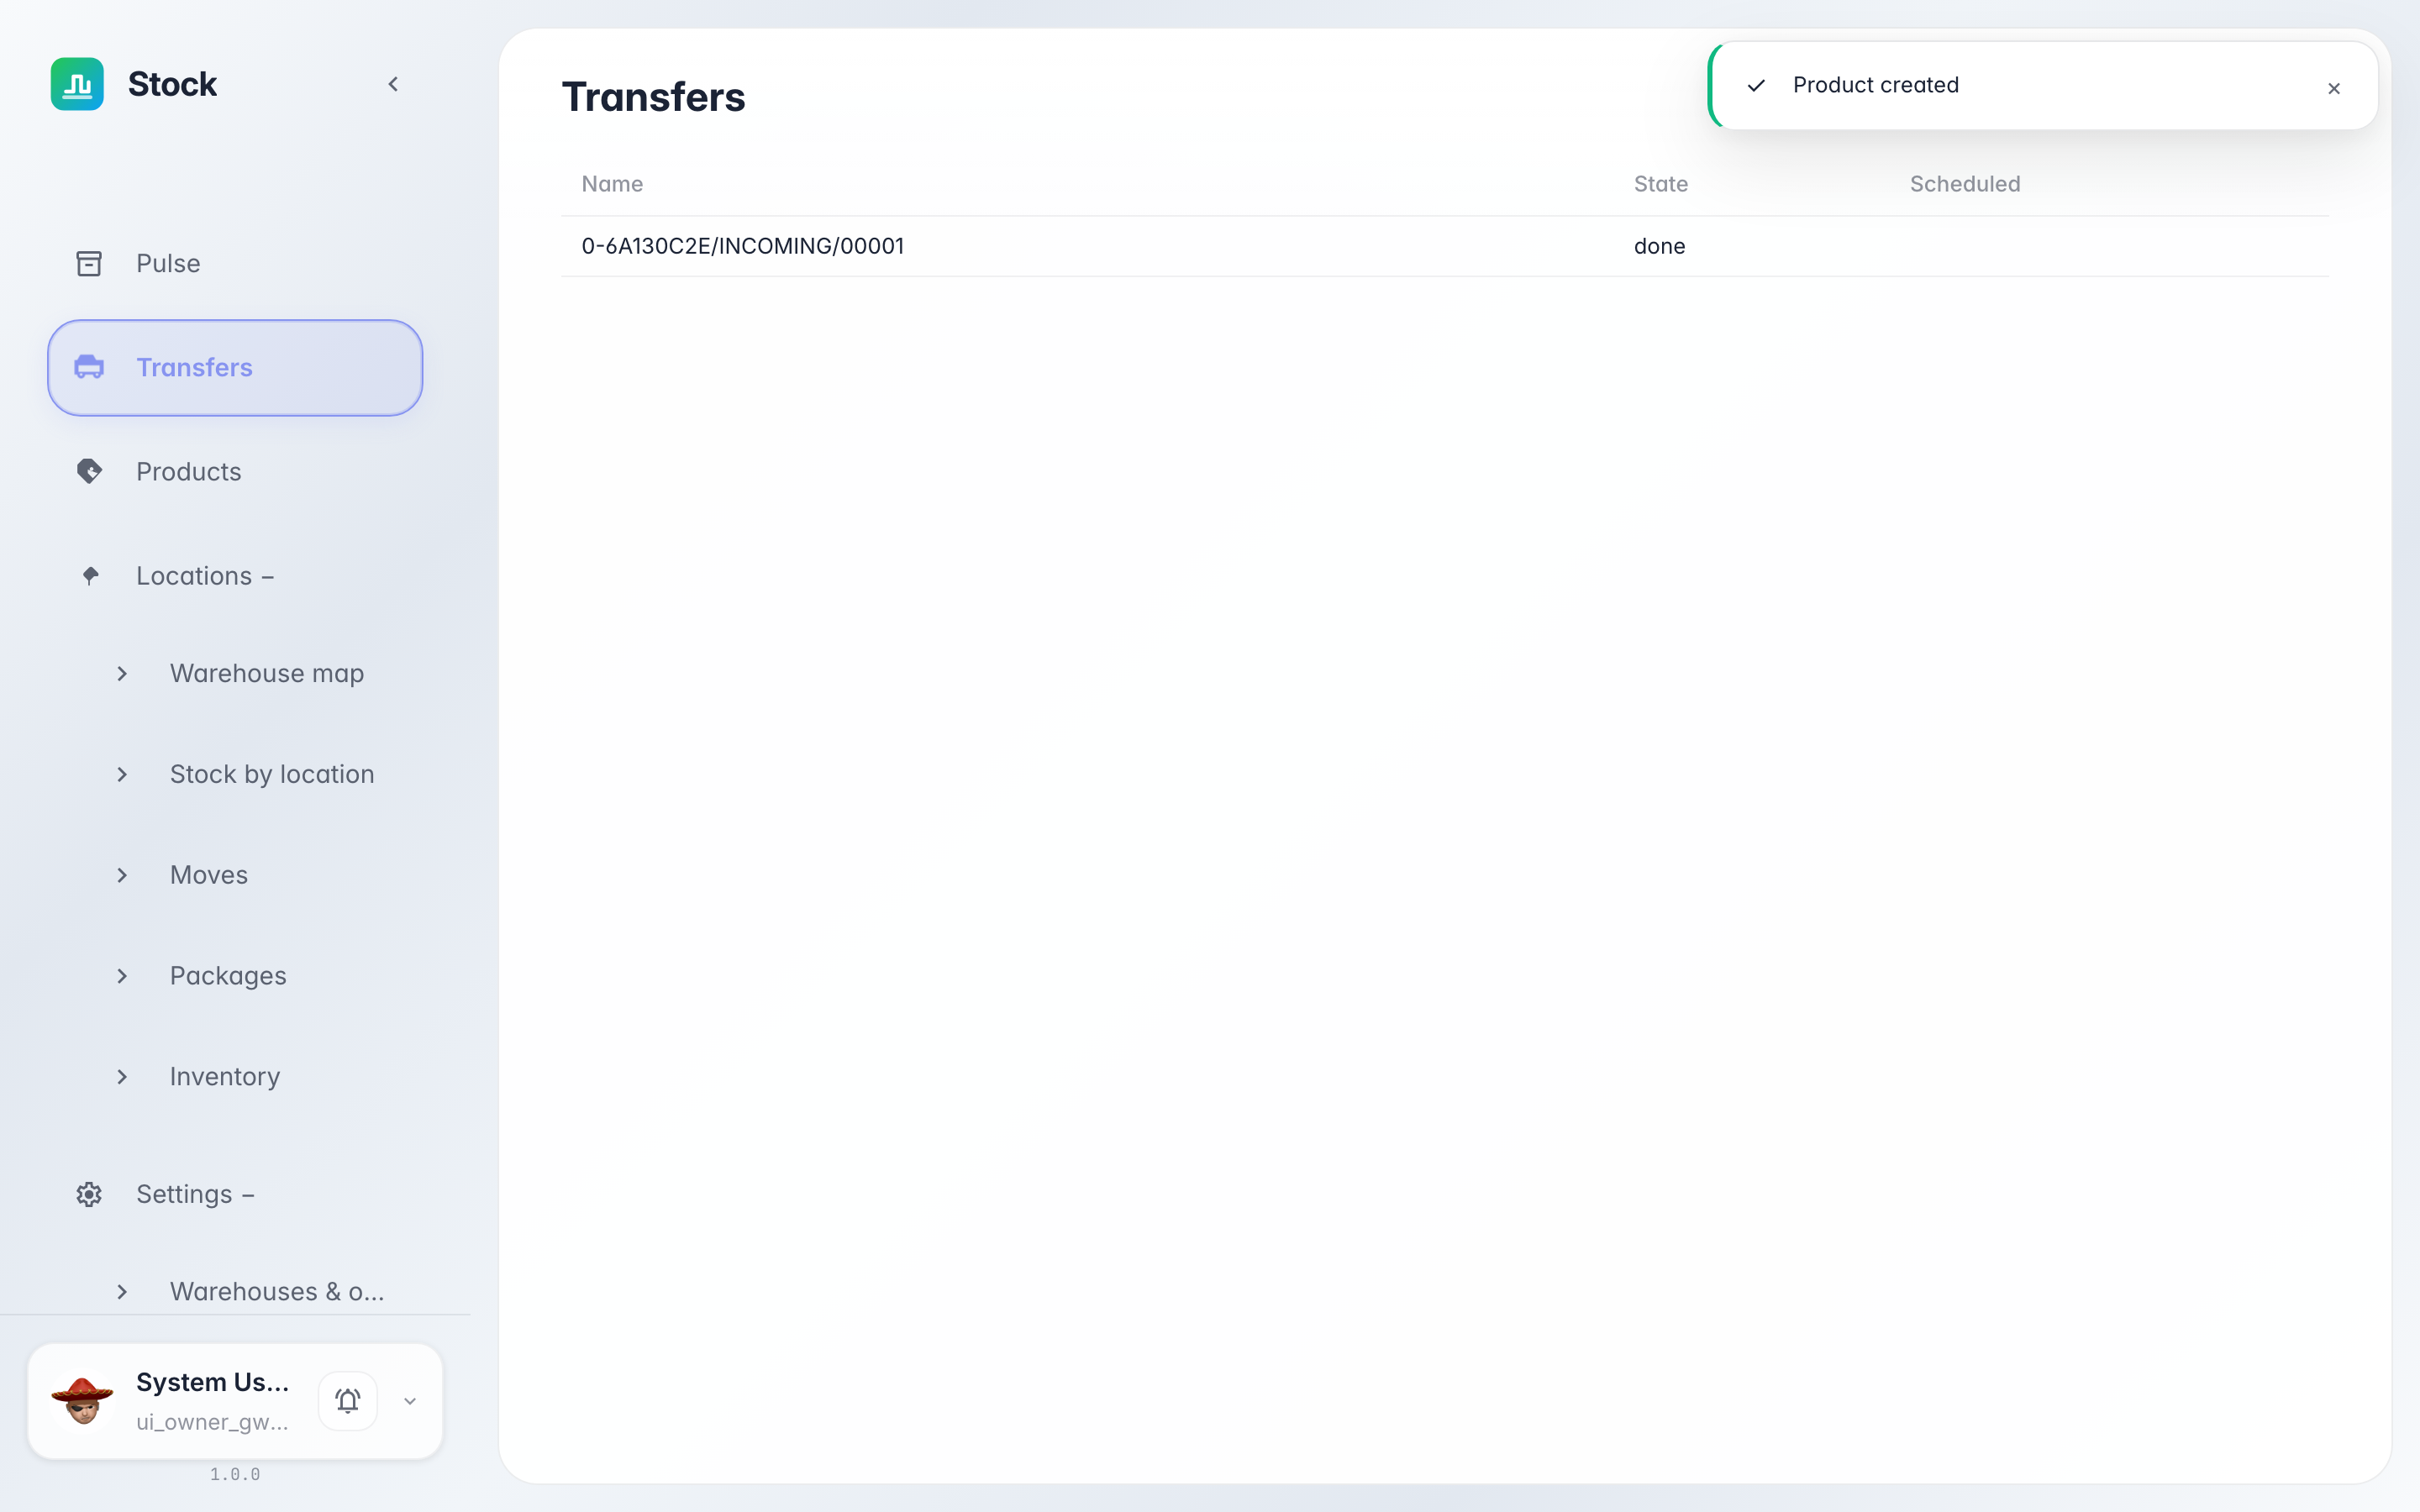 Stock
Pulse
Transfers
Products
Locations –
Warehouse map
Stock by location
Moves
Packages
Inventory
Settings –
Warehouses & o...
System Us...
ui_owner_gw...
1.0.0
Transfers
Product created
Name State Scheduled
0-6A130C2E/INCOMING/00001 done